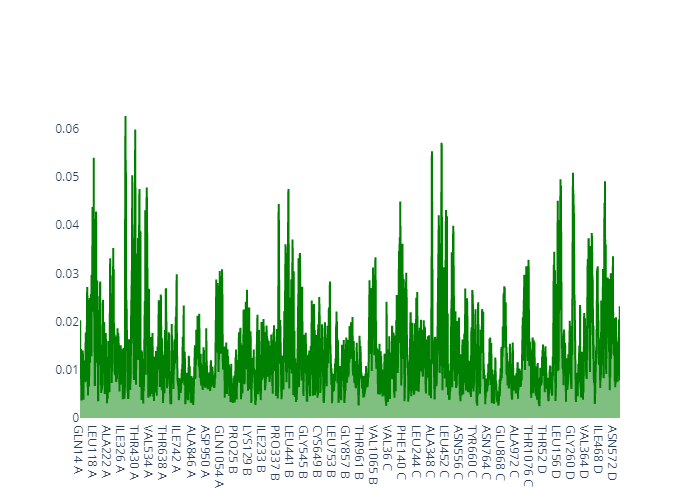 0.06
0.05
0.04
0.03
0.02
0.01
0
GLN14 A
LEU118 A
ALA222 A
ILE326 A
THR430 A
VAL534 A
THR638 A
ILE742 A
ALA846 A
ASP950 A
GLN1054 A
PRO25 B
LYS129 B
ILE233 B
PRO337 B
LEU441 B
GLY545 B
CYS649 B
LEU753 B
GLY857 B
THR961 B
VAL1065 B
VAL36 C
PHE140 C
LEU244 C
ALA348 C
LEU452 C
ASN556 C
TYR660 C
ASN764 C
GLU868 C
ALA972 C
THR1076 C
THR52 D
LEU156 D
GLY260 D
VAL364 D
ILE468 D
ASN572 D